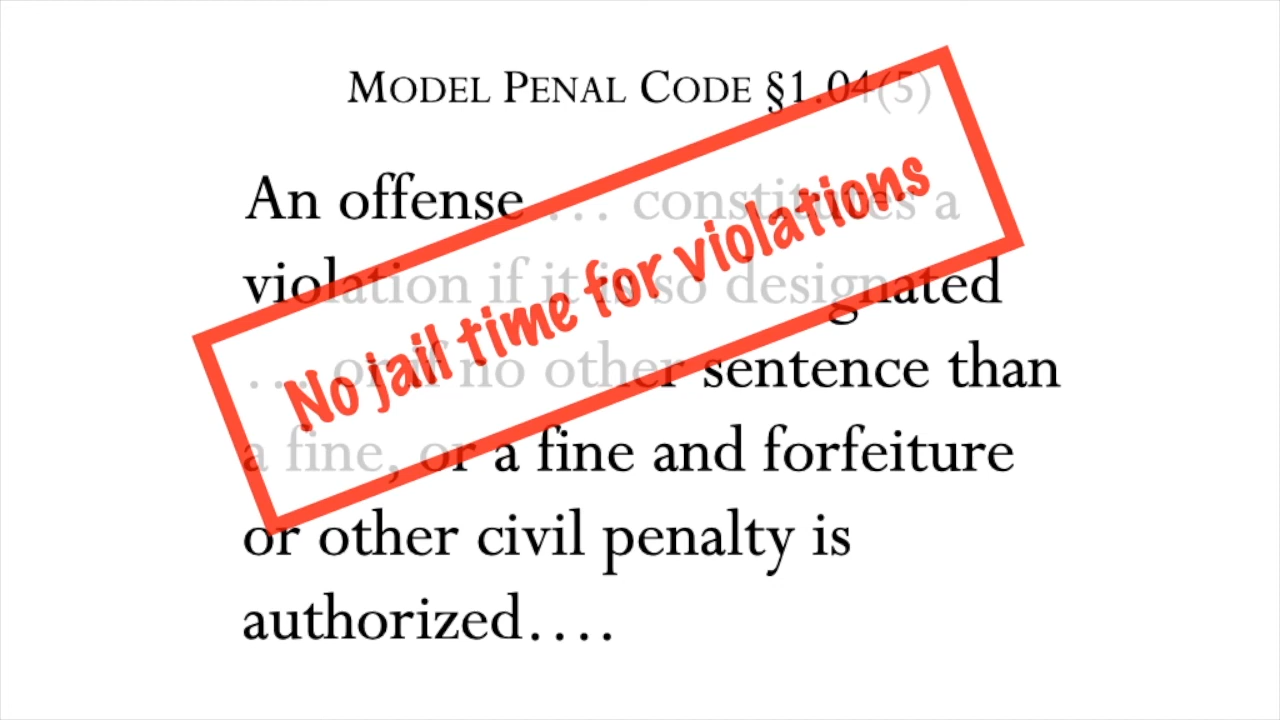 MODEL PENAL CODE §1.04(5)
An offense … constitutes a
violation if it is so designated
… or if no other sentence than
a fine, or a fine and forfeiture
or other civil penalty is
authorized….
No jail time for violations